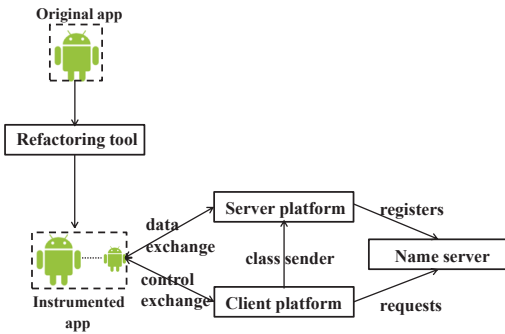 Original app
Refactoring tool
data
exchange
Server platform
registers
class sender
Name server
control
exchange
Client platform
requests
Instrumented
app